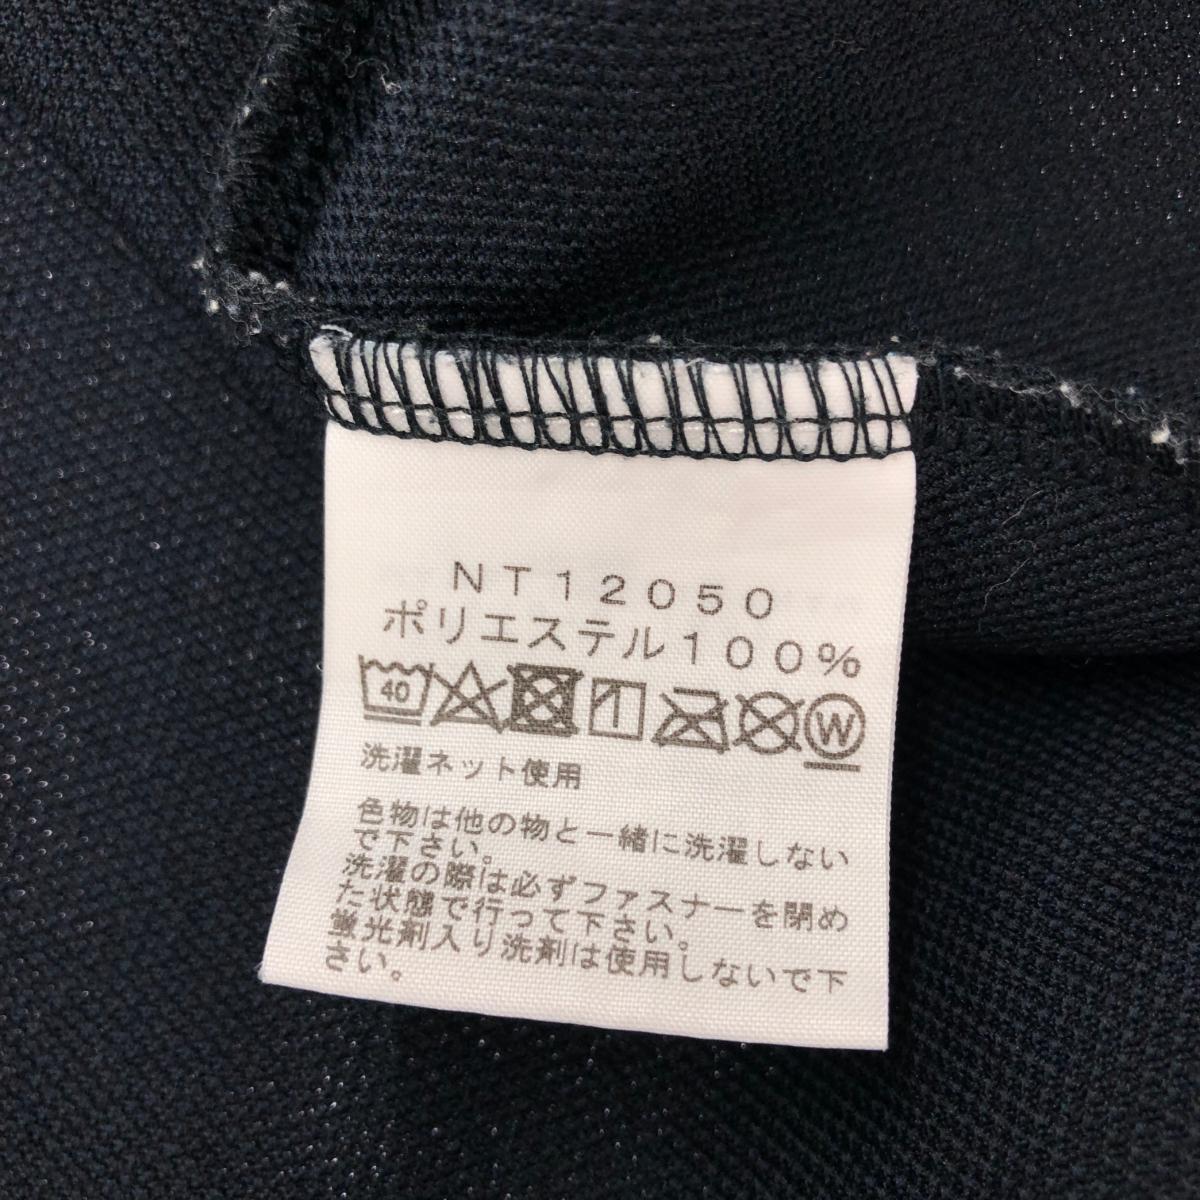 NT12050
ポリエステル100%
40 W
洗濯ネット使用
色物は他の物と一緒に洗濯しない
で下さい。
洗濯の際は必ずファスナーを閉め
た状態で行って下さい。
蛍光剤入り洗剤は使用しないで下
さい。